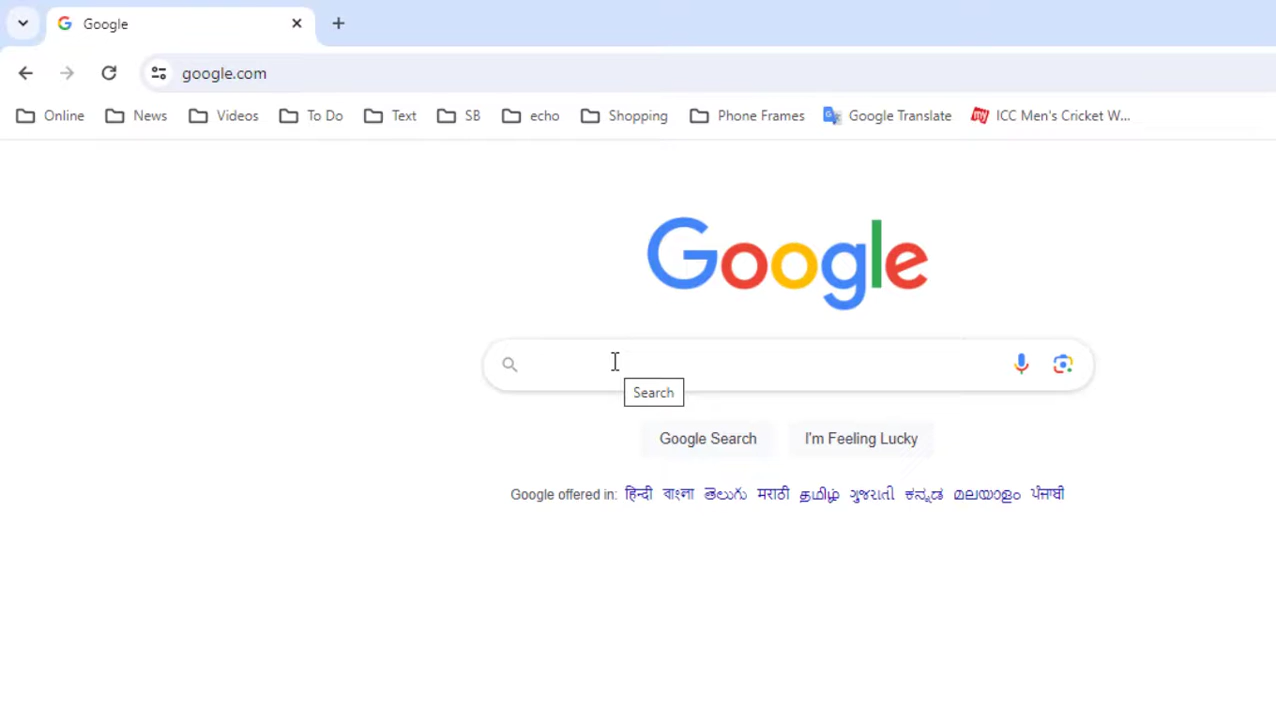 Google
google.com
Online News Videos To Do Text SB echo Shopping Phone Frames Google Translate ICC Men's Cricket W...
Google
Search
Google Search I'm Feeling Lucky
Google offered in: हिन्दी বাংলা తెలుగు मराठी தமிழ் ગુજરાતી ಕನ್ನಡ മലയാളം ਪੰਜਾਬੀ